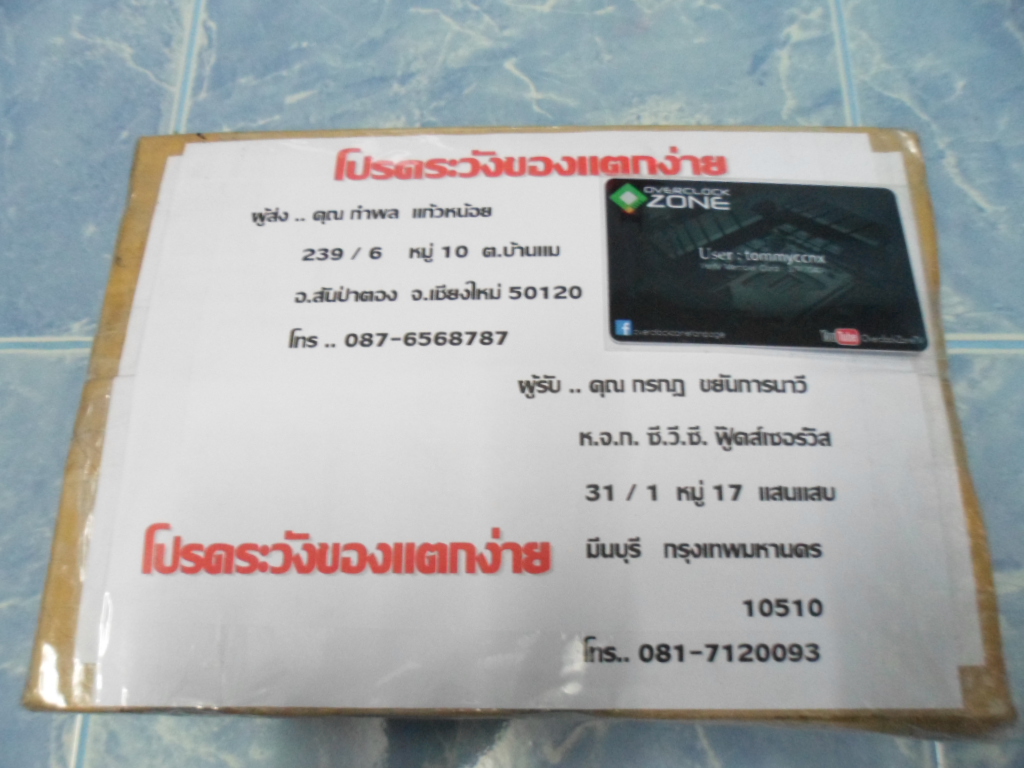 โปรดระวังของแตกง่าย
ผู้ส่ง .. คุณ กำพล แก้วหน้อย
239 / 6 หมู่ 10 ต.บ้านแม
อ.สันป่าตอง จ.เชียงใหม่ 50120
โทร .. 087-6568787
OVERCLOCK
ZONE
User : tommyccnx
overclockzonefanpage
YouTube
ผู้รับ .. คุณ กรกฎ ขยันการนาวี
ห.จ.ก. ซี.วี.ซี. ฟู๊ดส์เซอร์วิส
31 / 1 หมู่ 17 แสนแสบ
มีนบุรี กรุงเทพมหานคร
10510
โทร.. 081-7120093
โปรดระวังของแตกง่าย